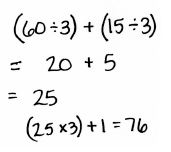 (60÷3) + (15÷3)
= 20 + 5
= 25
(25×3)+1=76